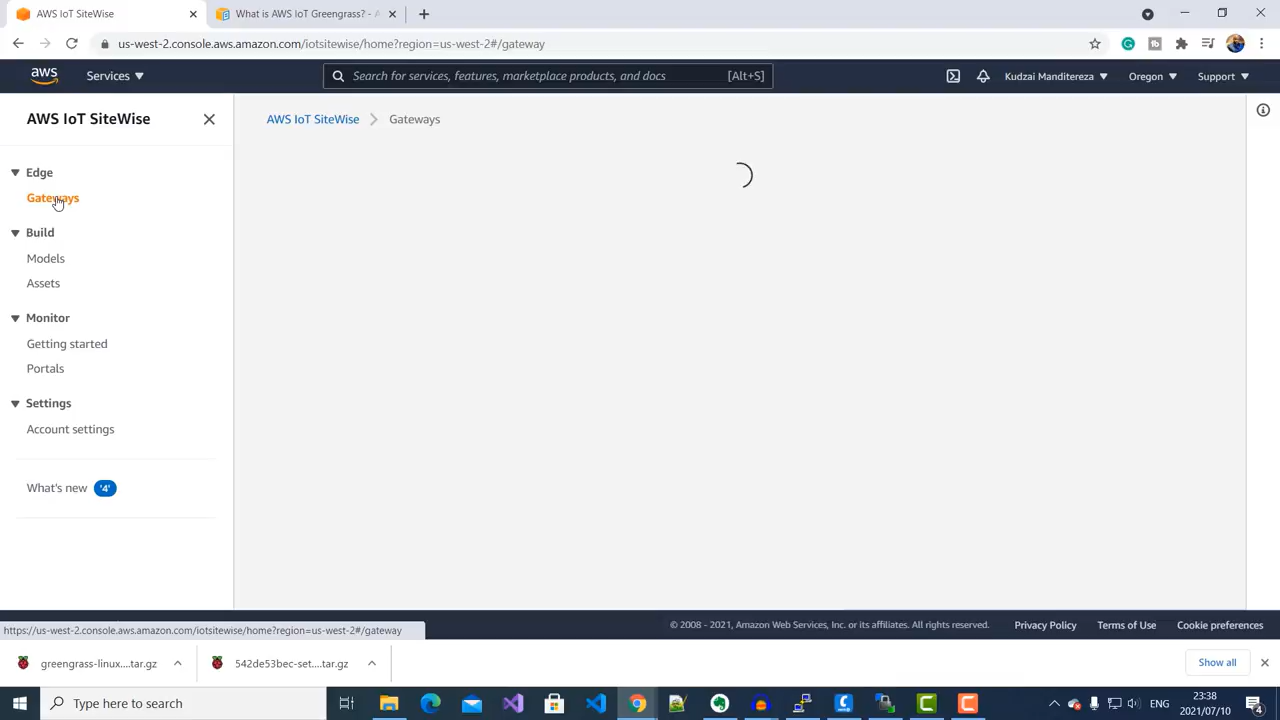 AWS IoT SiteWise
What is AWS IoT Greengrass? - A
us-west-2.console.aws.amazon.com/iotsitewise/home?region=us-west-2#/gateway
aws
Services
Search for services, features, marketplace products, and docs [Alt+S]
Kudzai Manditereza
Oregon
Support
AWS IoT SiteWise
AWS IoT SiteWise > Gateways
Edge
Gateways
Build
Models
Assets
Monitor
Getting started
Portals
Settings
Account settings
What's new '4'
https://us-west-2.console.aws.amazon.com/iotsitewise/home?region=us-west-2#/gateway
© 2008 - 2021, Amazon Web Services, Inc. or its affiliates. All rights reserved.
Privacy Policy
Terms of Use
Cookie preferences
greengrass-linux....tar.gz
542de53bec-set....tar.gz
Show all
Type here to search
ENG
23:38
2021/07/10
4